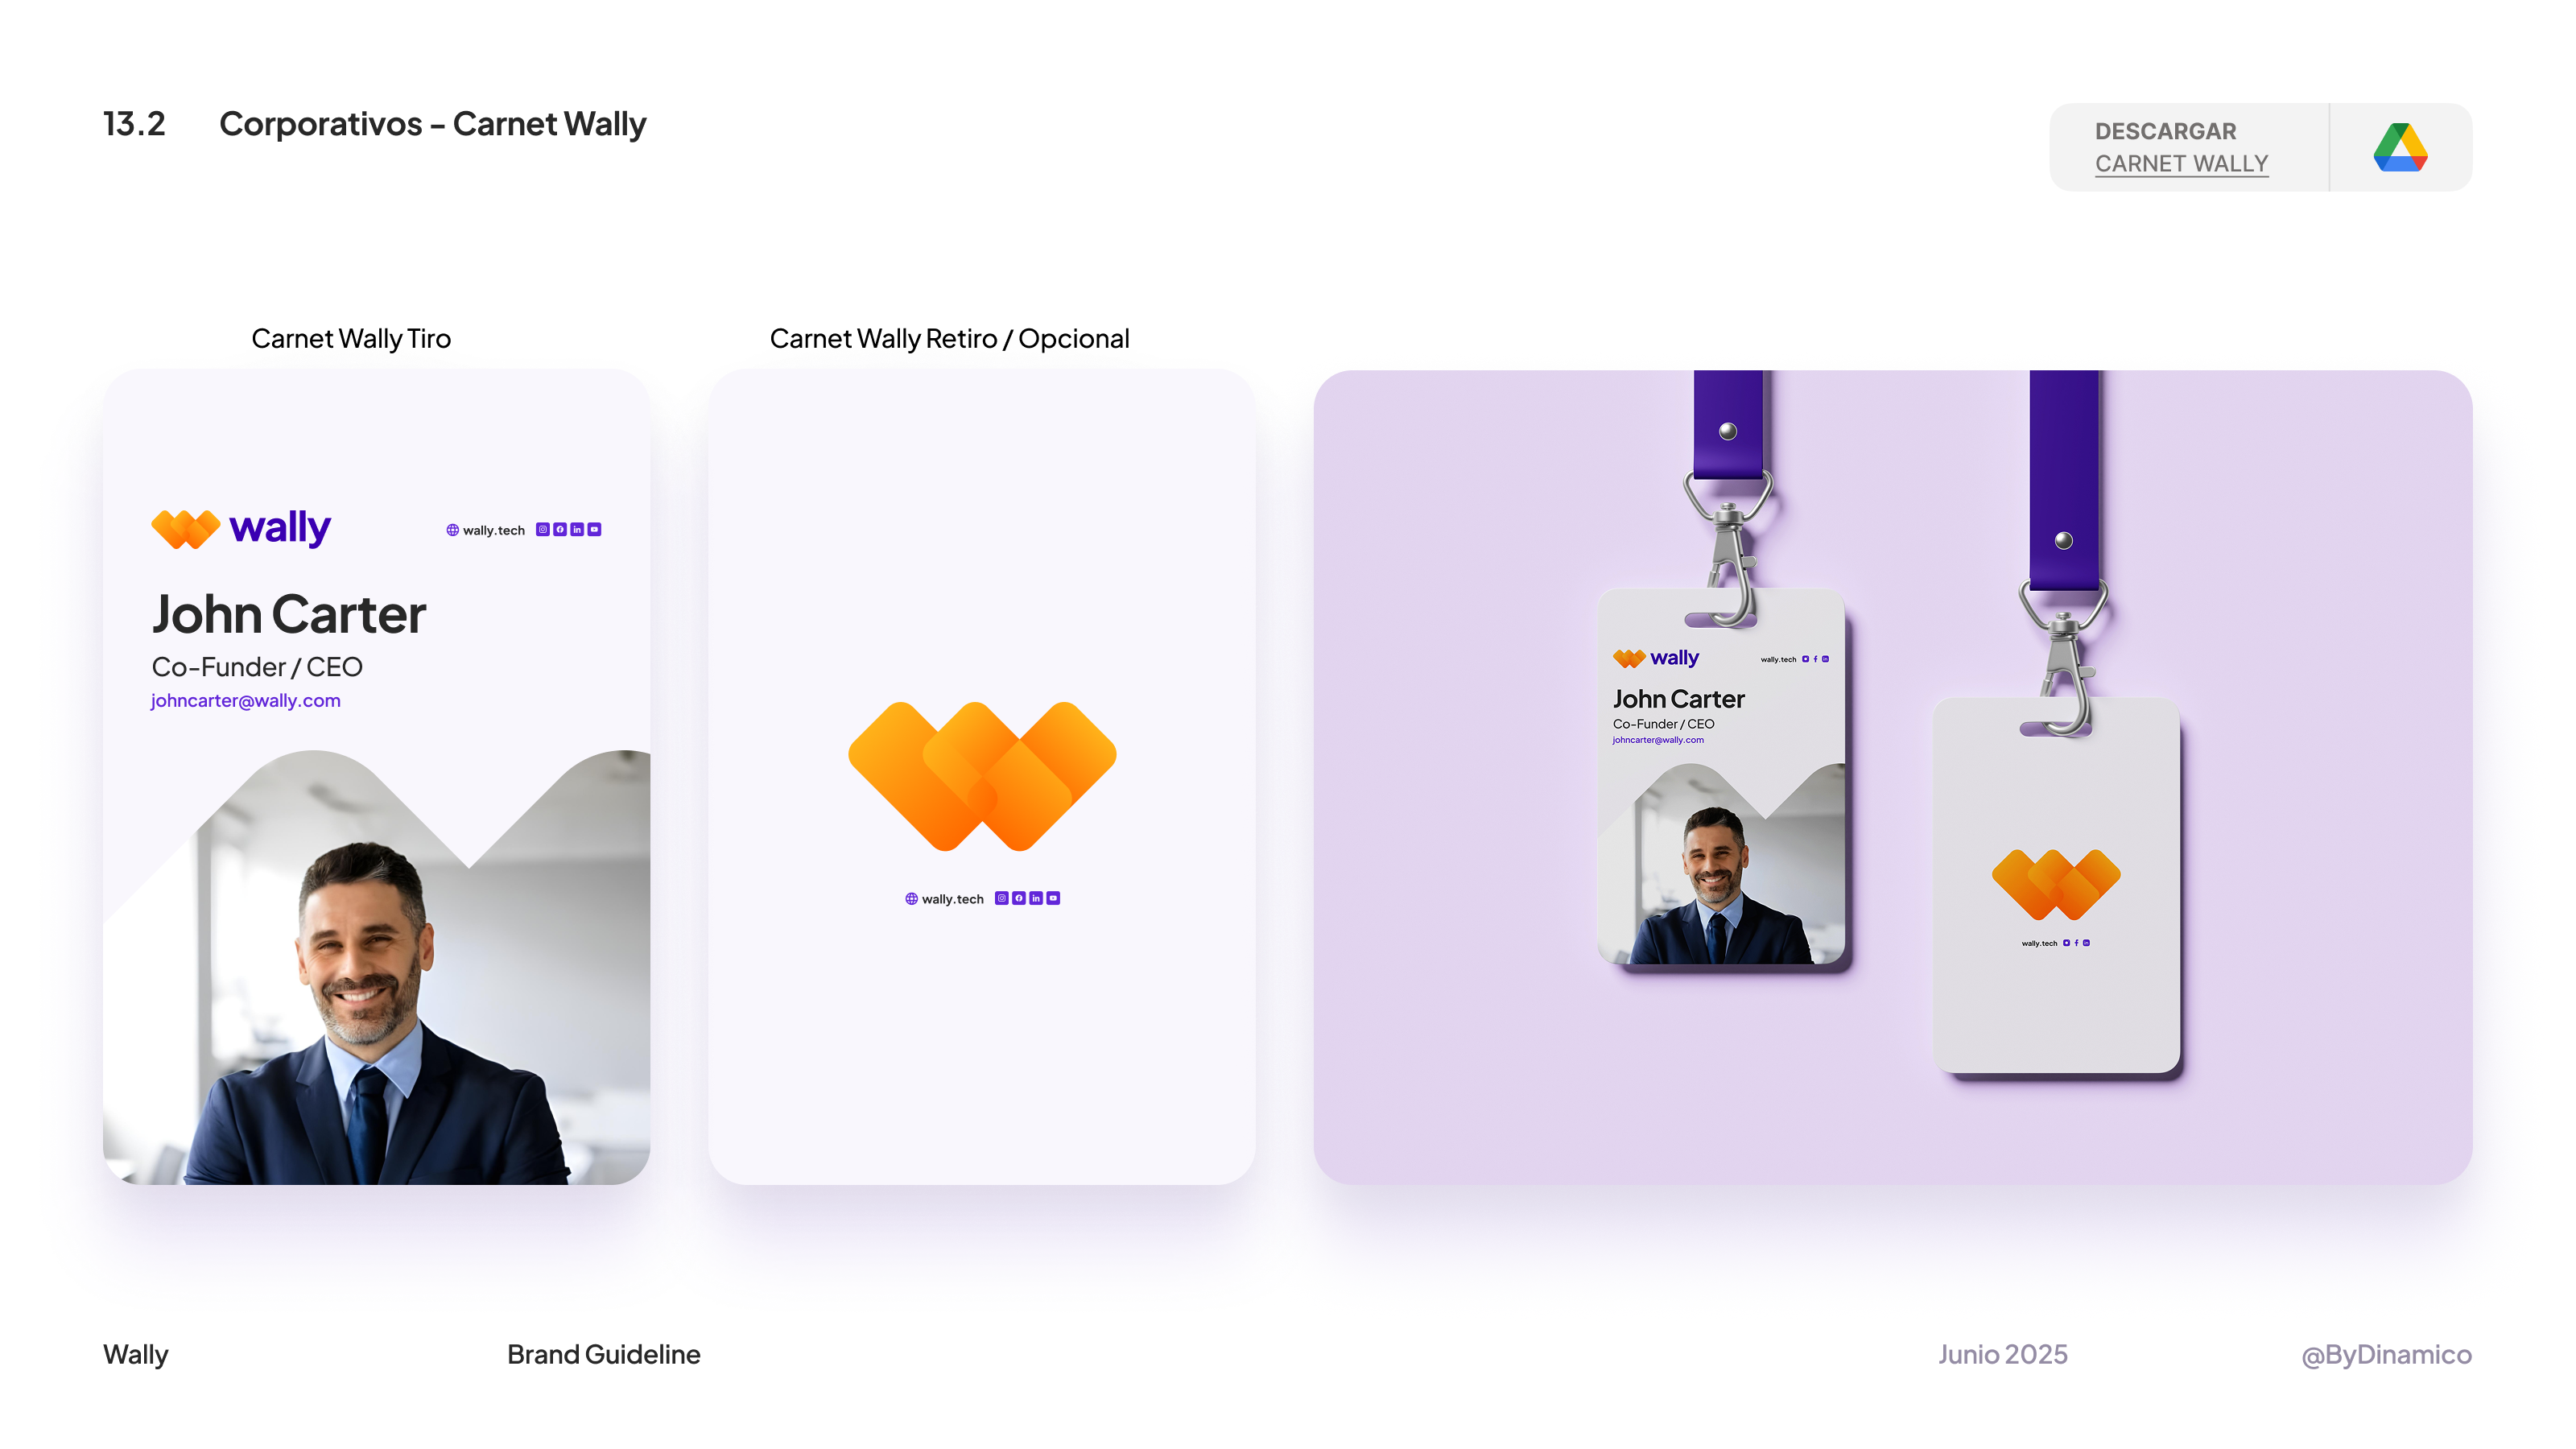 13.2 Corporativos – Carnet Wally
DESCARGAR
CARNET WALLY
Carnet Wally Tiro
wally
wally.tech
John Carter
Co-Funder / CEO
johncarter@wally.com
Carnet Wally Retiro / Opcional
wally.tech
wally
wally.tech
John Carter
Co-Funder / CEO
johncarter@wally.com
wally.tech
Wally
Brand Guideline
Junio 2025
@ByDinamico